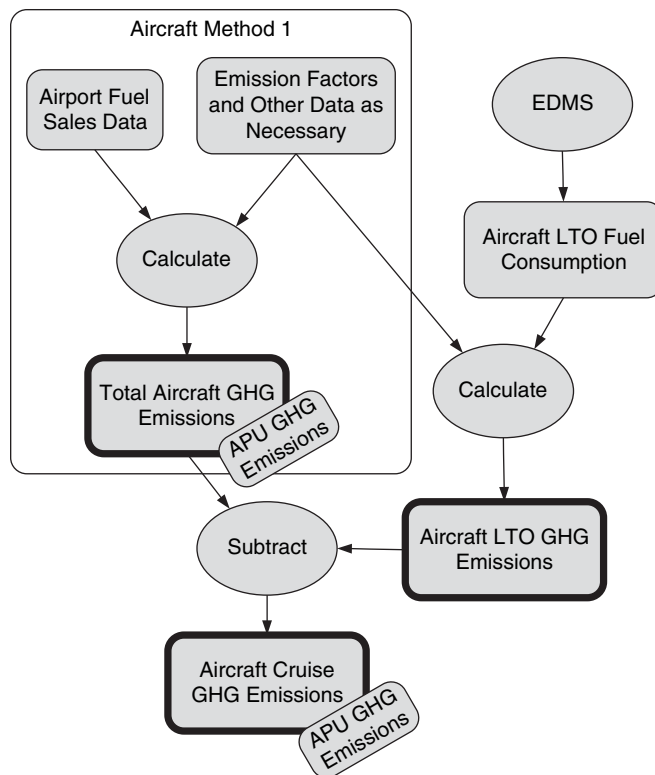 Aircraft Method 1
Airport Fuel
Sales Data
Emission Factors
and Other Data as
Necessary
EDMS
Calculate
Aircraft LTO Fuel
Consumption
Total Aircraft GHG
Emissions
APU GHG
Emissions
Calculate
Subtract
Aircraft LTO GHG
Emissions
Aircraft Cruise
GHG Emissions
APU GHG
Emissions